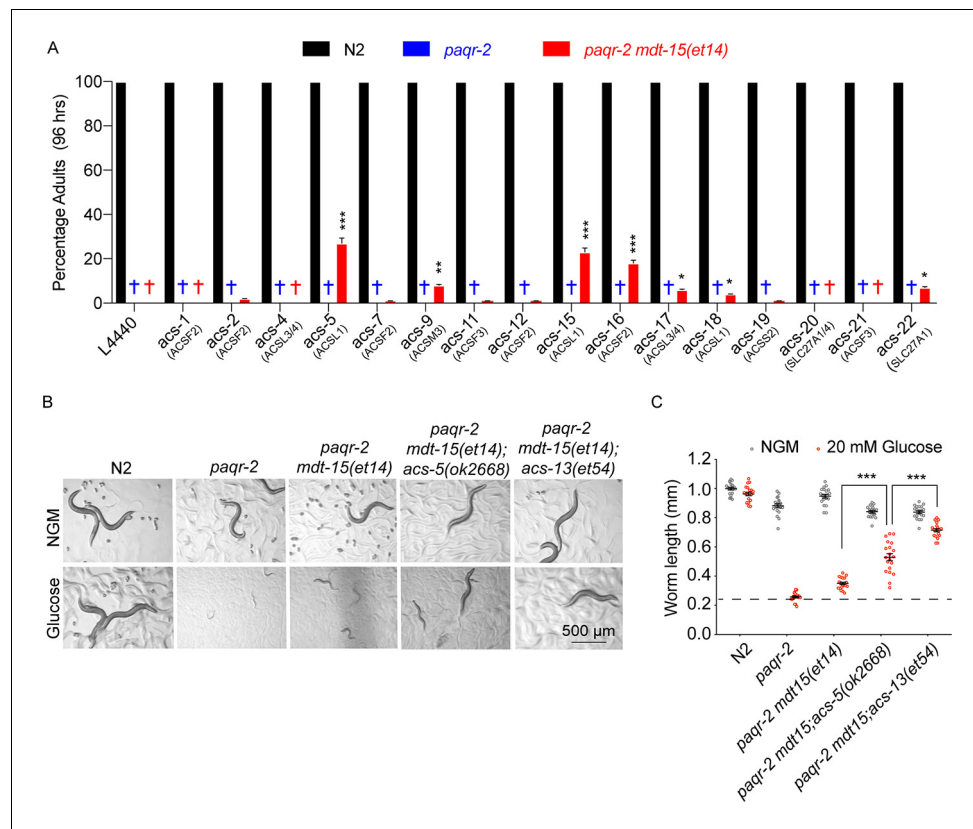 A
N2 paqr-2 paqr-2 mdt-15(et14)
Percentage Adults (96 hrs)
100
80
60
40
20
0
*** ** *** *** * * *
† † † † † † † † † † † † † † † † † † † † † †
L4440
acs-1 (ACSF2)
acs-2 (ACSF2)
acs-4 (ACSL3/4)
acs-5 (ACSL1)
acs-7 (ACSF2)
acs-9 (ACSM3)
acs-11 (ACSF3)
acs-12 (ACSF2)
acs-15 (ACSL1)
acs-16 (ACSF2)
acs-17 (ACSL3/4)
acs-18 (ACSL1)
acs-19 (ACSS2)
acs-20 (SLC27A1/4)
acs-21 (ACSF3)
acs-22 (SLC27A1)
B
N2
paqr-2
paqr-2
mdt-15(et14)
paqr-2
mdt-15(et14);
acs-5(ok2668)
paqr-2
mdt-15(et14);
acs-13(et54)
NGM
Glucose
500 µm
C
NGM 20 mM Glucose
*** ***
Worm length (mm)
1.2
1.0
0.8
0.6
0.4
0.2
0.0
N2
paqr-2
paqr-2 mdt15(et14)
paqr-2 mdt15;acs-5(ok2668)
paqr-2 mdt15;acs-13(et54)